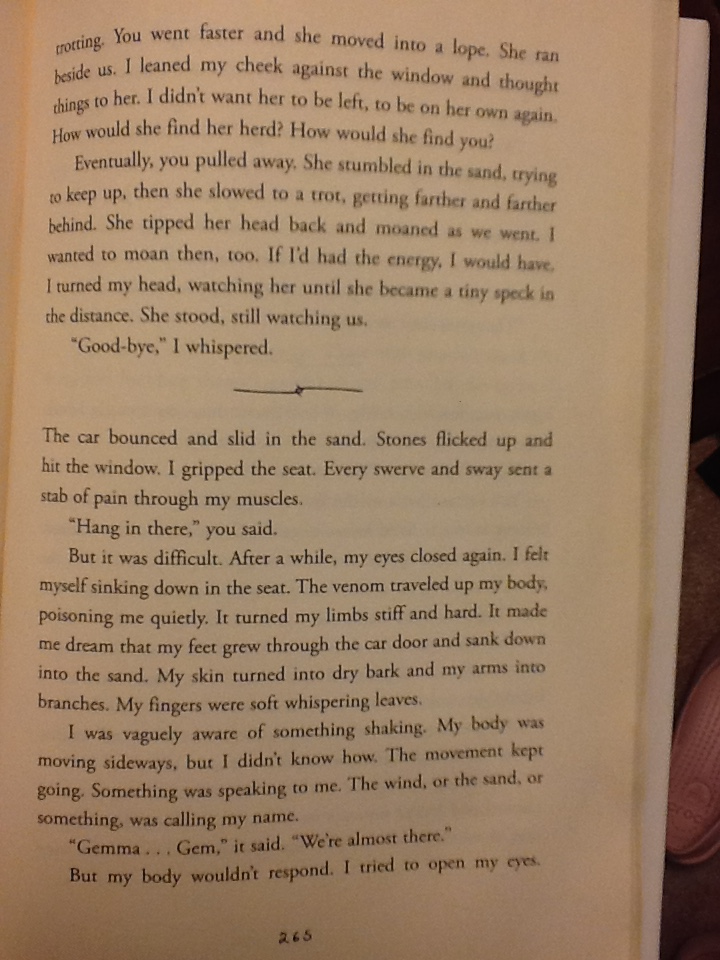 trotting. You went faster and she moved into a lope. She ran
beside us. I leaned my cheek against the window and thought
things to her. I didn't want her to be left, to be on her own again.
How would she find her herd? How would she find you?
Eventually, you pulled away. She stumbled in the sand, trying
to keep up, then she slowed to a trot, getting farther and farther
behind. She tipped her head back and moaned as we went. I
wanted to moan then, too. If I'd had the energy, I would have.
I turned my head, watching her until she became a tiny speck in
the distance. She stood, still watching us.
"Good-bye," I whispered.
The car bounced and slid in the sand. Stones flicked up and
hit the window. I gripped the seat. Every swerve and sway sent a
stab of pain through my muscles.
"Hang in there," you said.
But it was difficult. After a while, my eyes closed again. I felt
myself sinking down in the seat. The venom traveled up my body,
poisoning me quietly. It turned my limbs stiff and hard. It made
me dream that my feet grew through the car door and sank down
into the sand. My skin turned into dry bark and my arms into
branches. My fingers were soft whispering leaves.
I was vaguely aware of something shaking. My body was
moving sideways, but I didn't know how. The movement kept
going. Something was speaking to me. The wind, or the sand, or
something, was calling my name.
"Gemma . . . Gem," it said. "We're almost there."
But my body wouldn't respond. I tried to open my eyes.
265